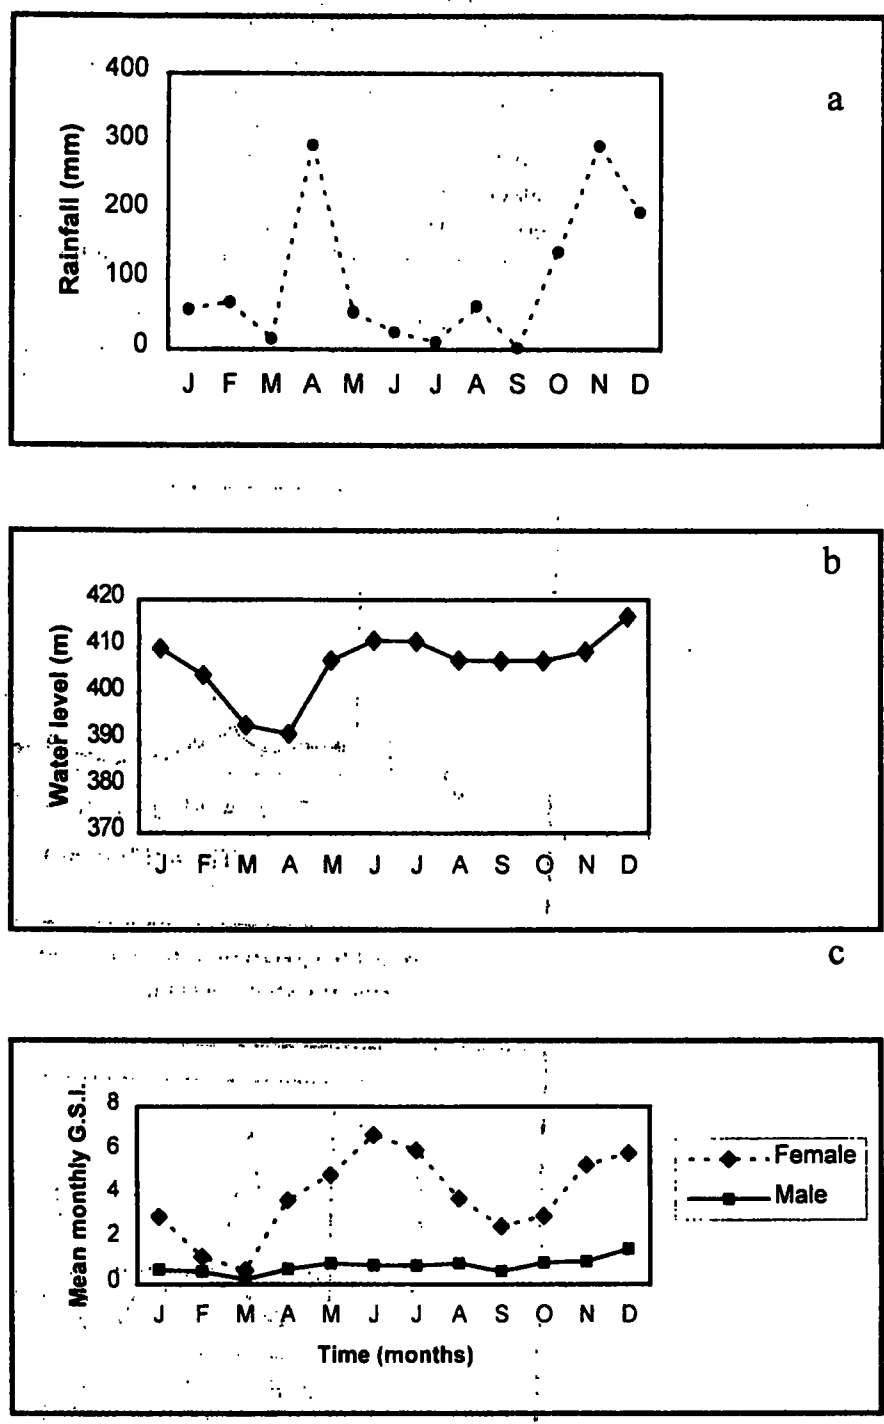 a
Rainfall (mm)
400
300
200
100
0
J F M A M J J A S O N D
b
Water level (m)
420
410
400
390
380
370
J F M A M J J A S O N D
c
Mean monthly G.S.I.
8
6
4
2
0
J F M A M J J A S O N D
Time (months)
Female
Male